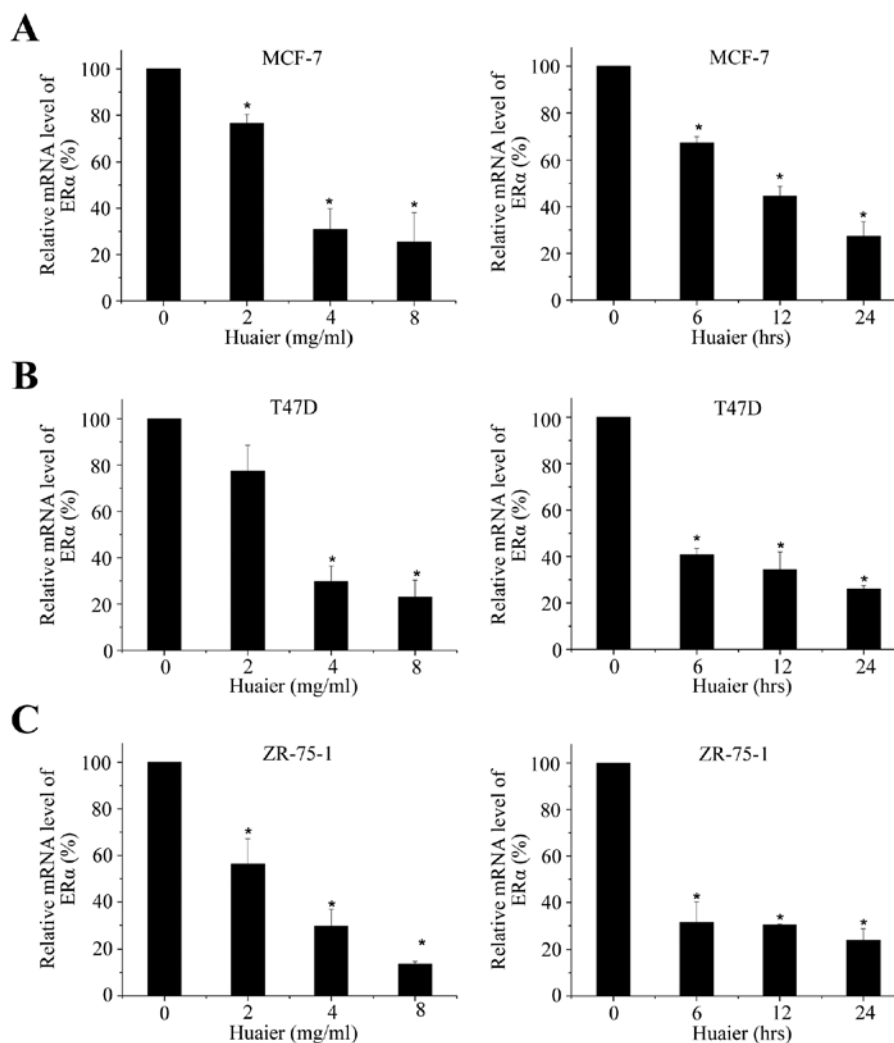 A
MCF-7
Relative mRNA level of
ERα (%)
100
80
60
40
20
0
*
*
*
0 2 4 8
Huaier (mg/ml)
MCF-7
Relative mRNA level of
ERα (%)
100
80
60
40
20
0
*
*
*
0 6 12 24
Huaier (hrs)
B
T47D
Relative mRNA level of
ERα (%)
100
80
60
40
20
0
*
*
0 2 4 8
Huaier (mg/ml)
T47D
Relative mRNA level of
ERα (%)
100
80
60
40
20
0
*
*
*
0 6 12 24
Huaier (hrs)
C
ZR-75-1
Relative mRNA level of
ERα (%)
100
80
60
40
20
0
*
*
*
0 2 4 8
Huaier (mg/ml)
ZR-75-1
Relative mRNA level of
ERα (%)
100
80
60
40
20
0
*
*
*
0 6 12 24
Huaier (hrs)